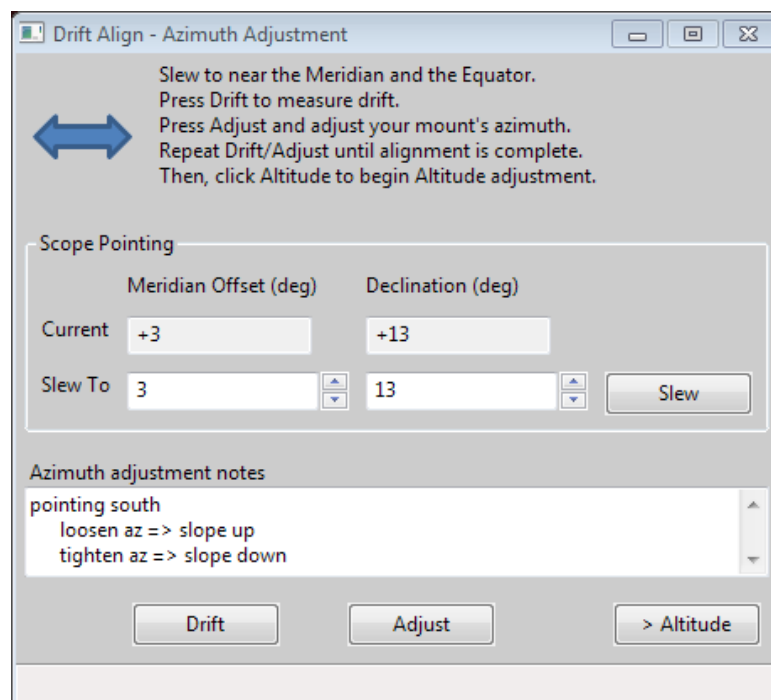 Drift Align - Azimuth Adjustment
Slew to near the Meridian and the Equator.
Press Drift to measure drift.
Press Adjust and adjust your mount's azimuth.
Repeat Drift/Adjust until alignment is complete.
Then, click Altitude to begin Altitude adjustment.
Scope Pointing
Meridian Offset (deg) Declination (deg)
Current +3 +13
Slew To 3 13 Slew
Azimuth adjustment notes
pointing south
loosen az => slope up
tighten az => slope down
Drift Adjust > Altitude